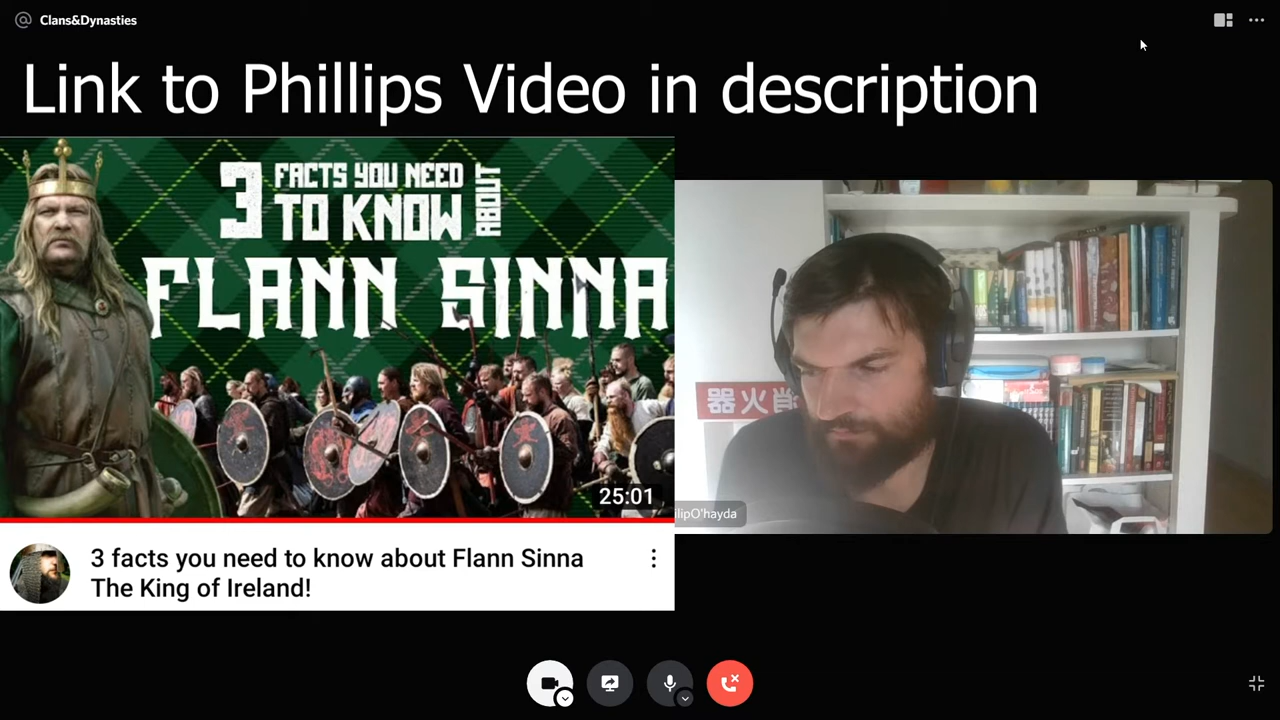 Clans&Dynasties
Link to Phillips Video in description
3 FACTS YOU NEED
TO KNOW ABOUT
FLANN SINNA
25:01
消火器
ilipO'hayda
3 facts you need to know about Flann Sinna
The King of Ireland!